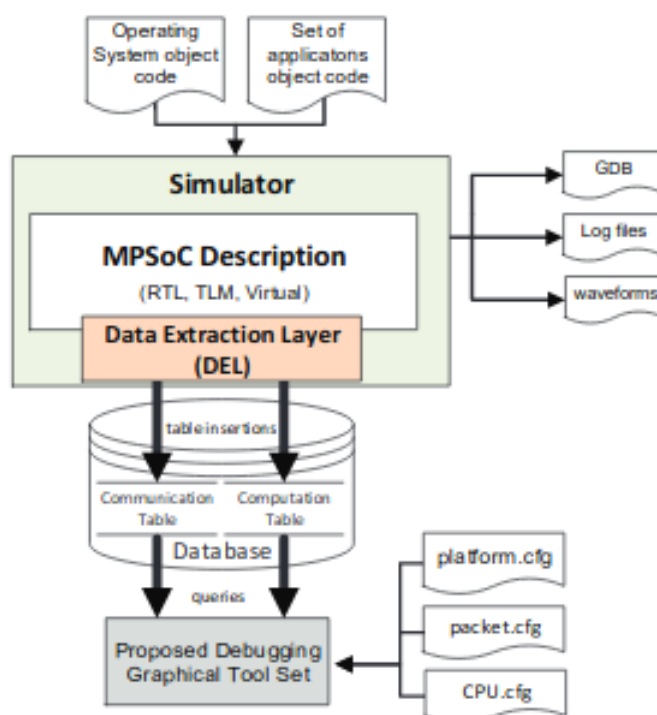 Operating
System object
code
Set of
applicatons
object code
Simulator
MPSoC Description
(RTL, TLM, Virtual)
Data Extraction Layer
(DEL)
GDB
Log files
waveforms
table insertions
Communication
Table
Computation
Table
Database
queries
Proposed Debugging
Graphical Tool Set
platform.cfg
packet.cfg
CPU.cfg